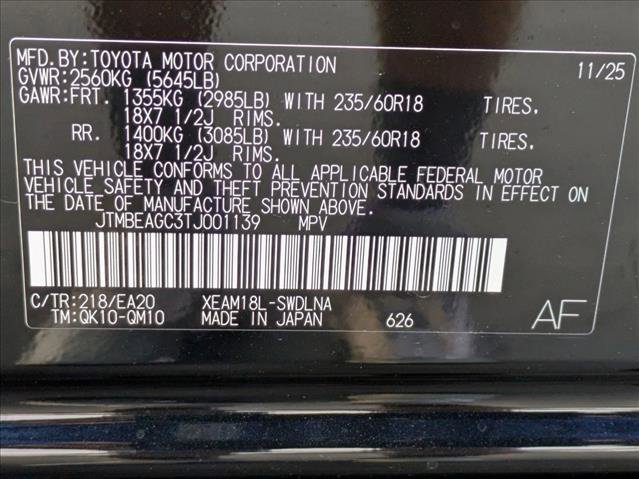 MFD.BY:TOYOTA MOTOR CORPORATION 11/25
GVWR:2560KG (5645LB)
GAWR:FRT. 1355KG (2985LB) WITH 235/60R18 TIRES.
18X7 1/2J RIMS.
RR. 1400KG (3085LB) WITH 235/60R18 TIRES.
18X7 1/2J RIMS.
THIS VEHICLE CONFORMS TO ALL APPLICABLE FEDERAL MOTOR
VEHICLE SAFETY AND THEFT PREVENTION STANDARDS IN EFFECT ON
THE DATE OF MANUFACTURE SHOWN ABOVE.
JTMBEAGC3TJ001139 MPV
C/TR:218/EA20 XEAM18L-SWDLNA
TM:QK10-QM10 MADE IN JAPAN 626 AF